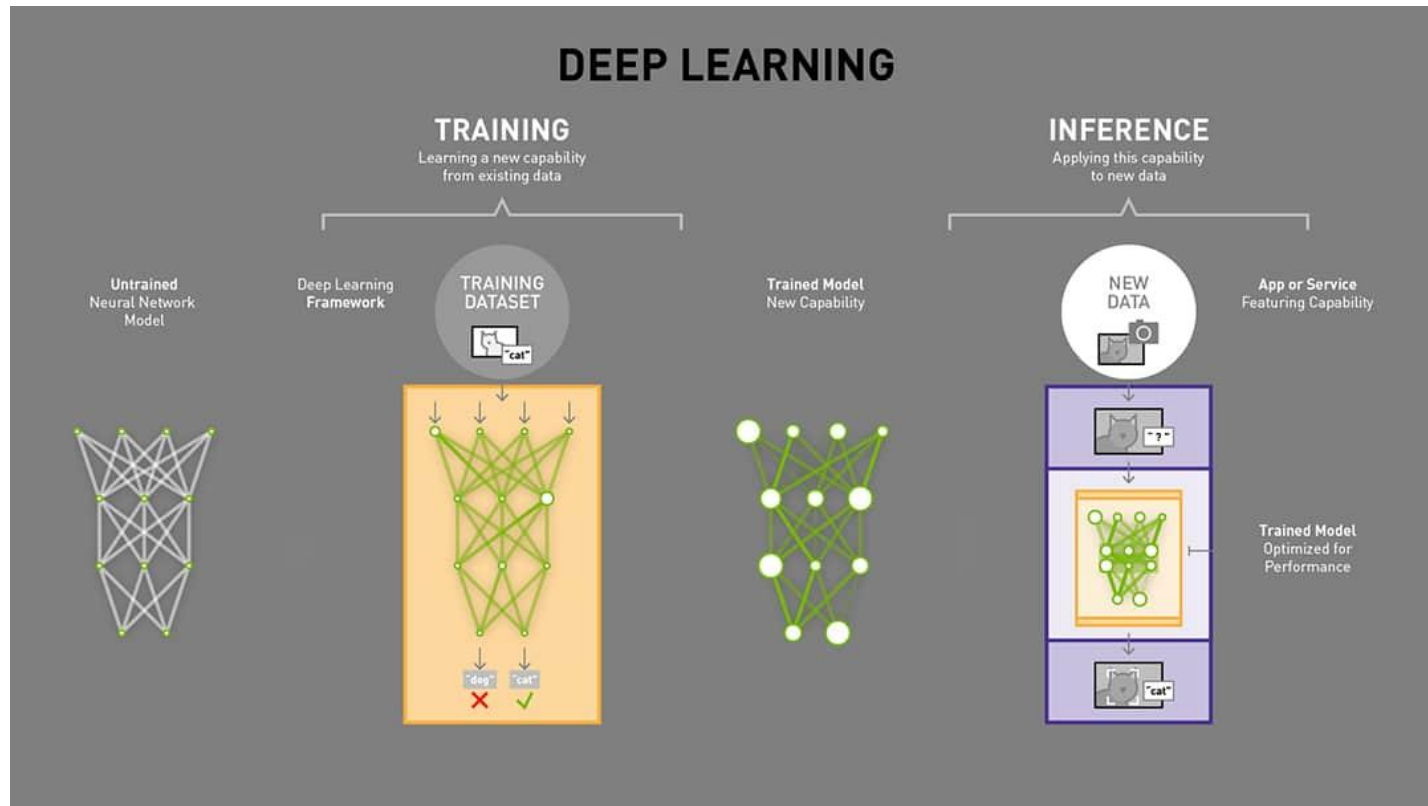 DEEP LEARNING
TRAINING
Learning a new capability
from existing data
INFERENCE
Applying this capability
to new data
Untrained
Neural Network
Model
Deep Learning
Framework
TRAINING
DATASET
"cat"
Trained Model
New Capability
NEW
DATA
App or Service
Featuring Capability
"?"
Trained Model
Optimized for
Performance
"dog"
"cat"
"cat"